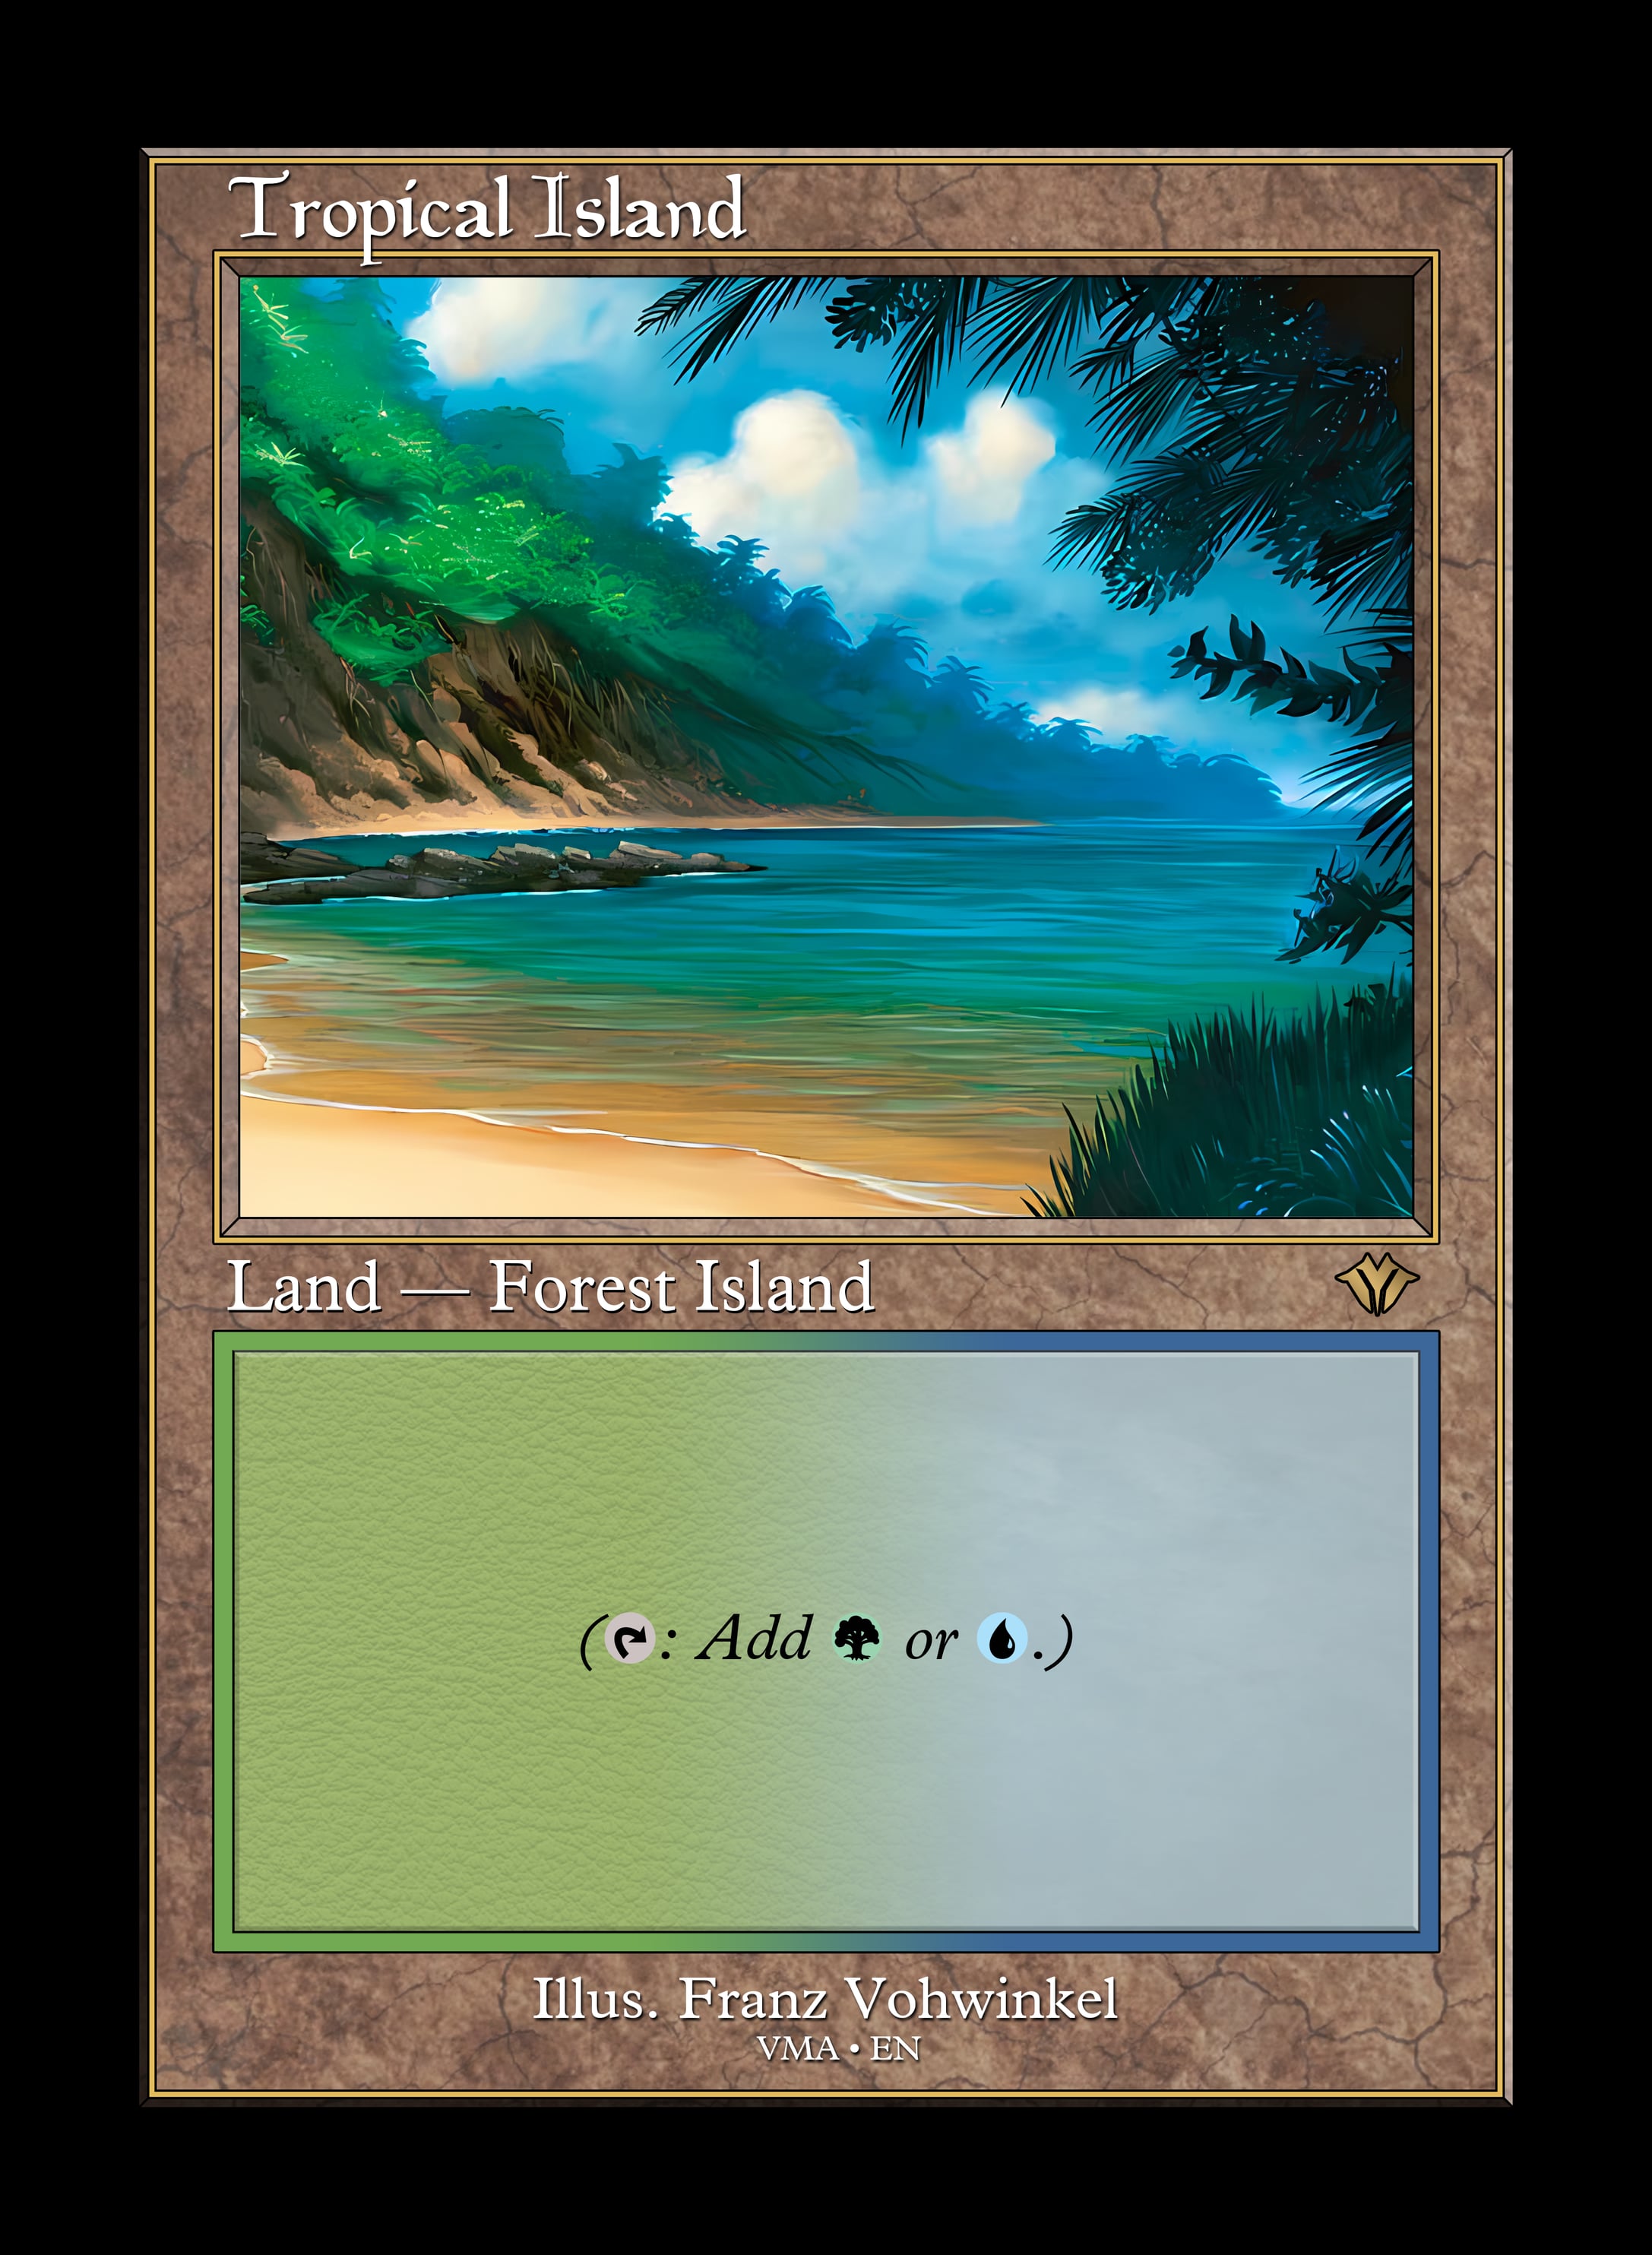 Tropical Island
Land — Forest Island
(: Add or .)
Illus. Franz Vohwinkel
VMA • EN